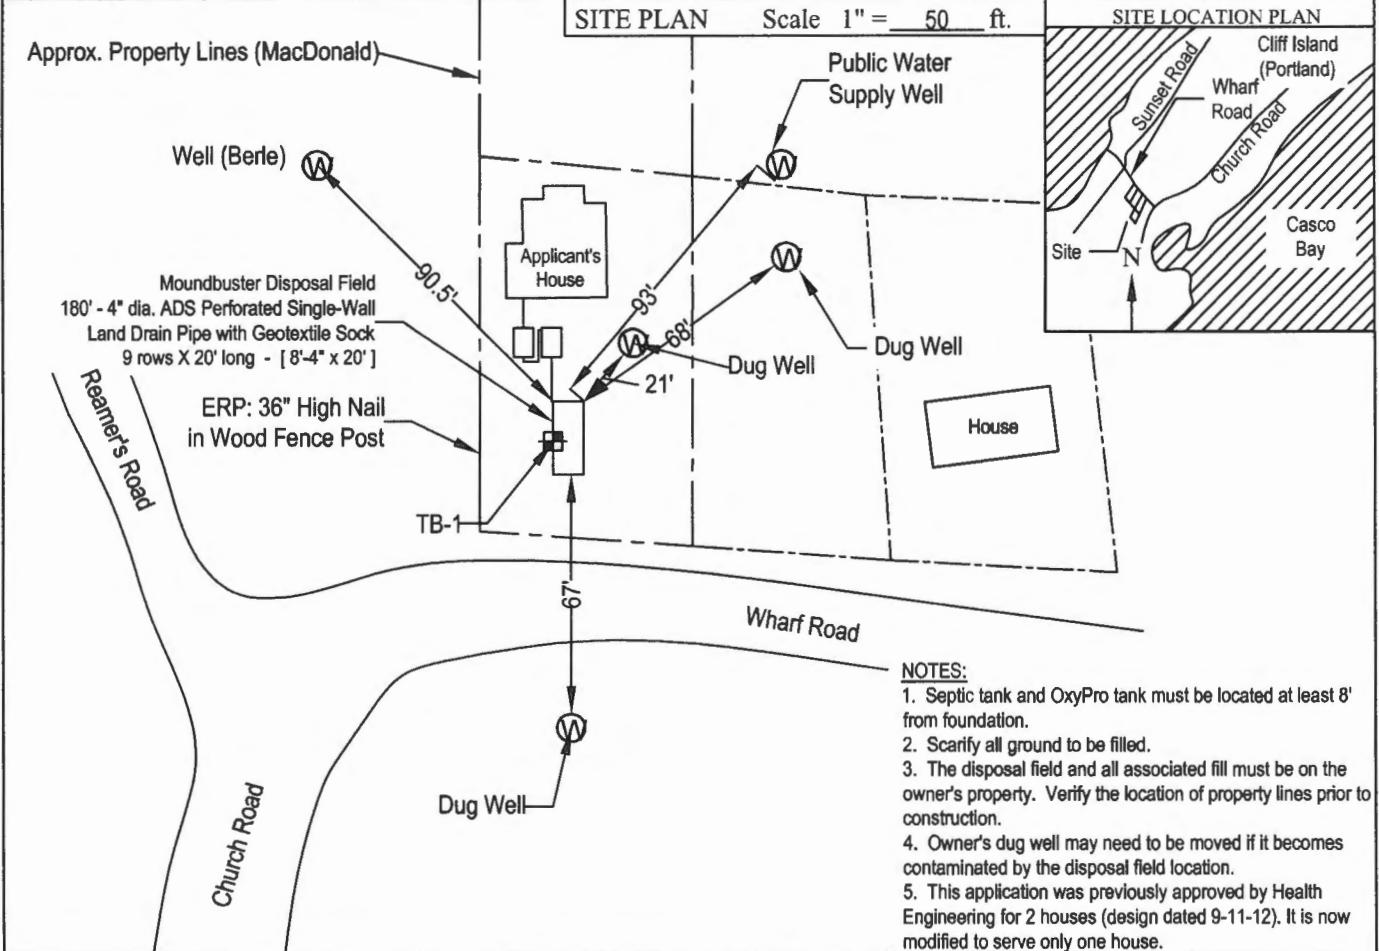 SITE PLAN Scale 1" = 50 ft.
SITE LOCATION PLAN
Approx. Property Lines (MacDonald)
Public Water
Supply Well
W
Well (Berle)
W
Cliff Island
(Portland)
Sunset Road
Wharf
Road
Church Road
Casco
Bay
Site
N
Applicant's
House
W
Dug Well
90.5'
93'
68'
W
Dug Well
21'
Moundbuster Disposal Field
180' - 4" dia. ADS Perforated Single-Wall
Land Drain Pipe with Geotextile Sock
9 rows X 20' long - [ 8'-4" x 20' ]
Reamer's Road
ERP: 36" High Nail
in Wood Fence Post
House
TB-1
67'
Wharf Road
W
Dug Well
Church Road
NOTES:
1. Septic tank and OxyPro tank must be located at least 8'
from foundation.
2. Scarify all ground to be filled.
3. The disposal field and all associated fill must be on the
owner's property. Verify the location of property lines prior to
construction.
4. Owner's dug well may need to be moved if it becomes
contaminated by the disposal field location.
5. This application was previously approved by Health
Engineering for 2 houses (design dated 9-11-12). It is now
modified to serve only one house.